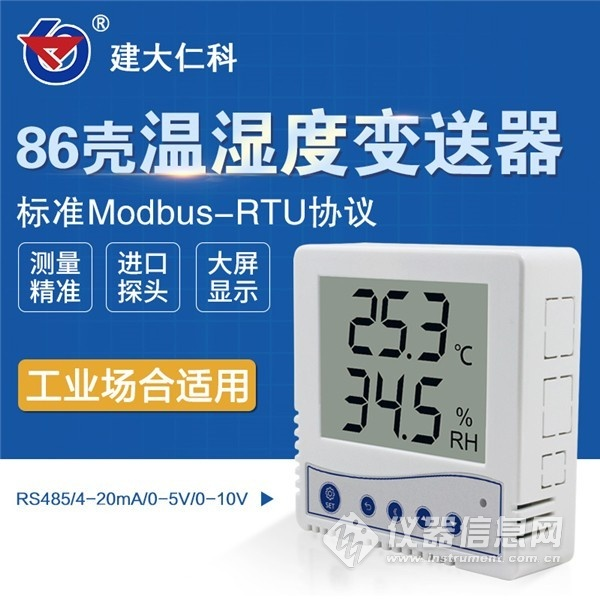 ®
建大仁科
86壳温湿度变送器
标准Modbus-RTU协议
测量
精准
进口
探头
大屏
显示
工业场合适用
RS485/4-20mA/0-5V/0-10V
25.3 ℃
34.5 %
RH
SET
仪器信息网
www.instrument.com.cn